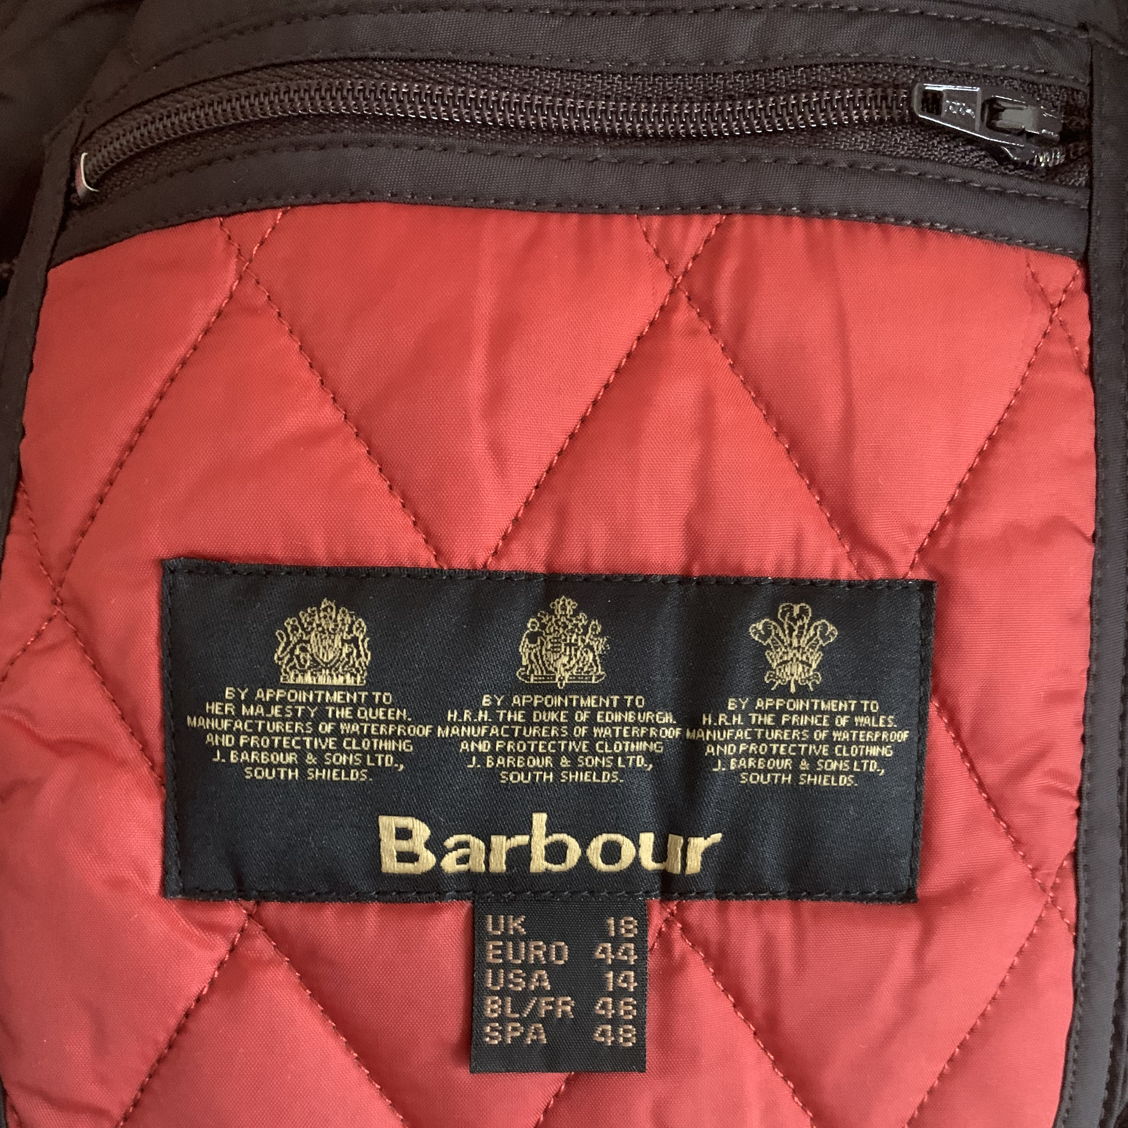 BY APPOINTMENT TO
HER MAJESTY THE QUEEN.
MANUFACTURERS OF WATERPROOF
AND PROTECTIVE CLOTHING
J. BARBOUR & SONS LTD.,
SOUTH SHIELDS.
BY APPOINTMENT TO
H.R.H. THE DUKE OF EDINBURGH.
MANUFACTURERS OF WATERPROOF
AND PROTECTIVE CLOTHING
J. BARBOUR & SONS LTD.,
SOUTH SHIELDS.
BY APPOINTMENT TO
H.R.H. THE PRINCE OF WALES.
MANUFACTURERS OF WATERPROOF
AND PROTECTIVE CLOTHING
J. BARBOUR & SONS LTD.,
SOUTH SHIELDS.
Barbour
UK 18
EURO 44
USA 14
BL/FR 46
SPA 48